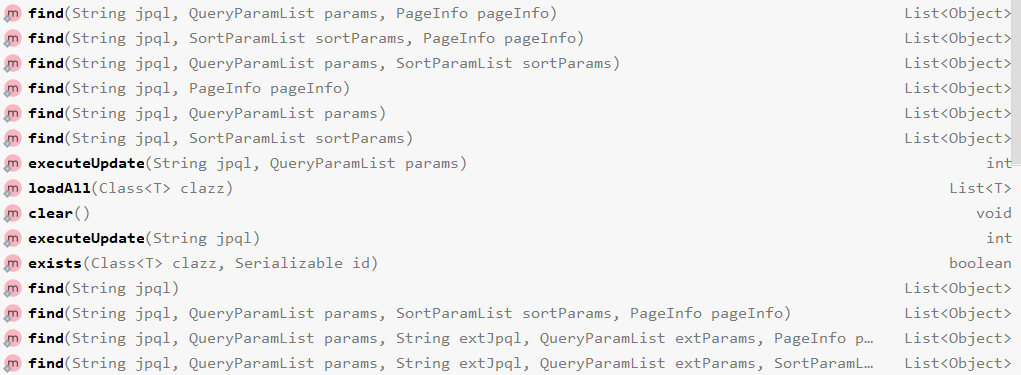 m find(String jpql, QueryParamList params, PageInfo pageInfo) List<Object>
m find(String jpql, SortParamList sortParams, PageInfo pageInfo) List<Object>
m find(String jpql, QueryParamList params, SortParamList sortParams) List<Object>
m find(String jpql, PageInfo pageInfo) List<Object>
m find(String jpql, QueryParamList params) List<Object>
m find(String jpql, SortParamList sortParams) List<Object>
m executeUpdate(String jpql, QueryParamList params) int
m loadAll(Class<T> clazz) List<T>
m clear() void
m executeUpdate(String jpql) int
m exists(Class<T> clazz, Serializable id) boolean
m find(String jpql) List<Object>
m find(String jpql, QueryParamList params, SortParamList sortParams, PageInfo pageInfo) List<Object>
m find(String jpql, QueryParamList params, String extJpql, QueryParamList extParams, PageInfo p… List<Object>
m find(String jpql, QueryParamList params, String extJpql, QueryParamList extParams, SortParamL… List<Object>